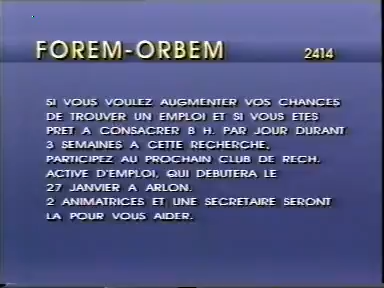 FOREM-ORBEM 2414
SI VOUS VOULEZ AUGMENTER VOS CHANCES
DE TROUVER UN EMPLOI ET SI VOUS ETES
PRET A CONSACRER 8 H. PAR JOUR DURANT
3 SEMAINES A CETTE RECHERCHE,
PARTICIPEZ AU PROCHAIN CLUB DE RECH.
ACTIVE D'EMPLOI, QUI DEBUTERA LE
27 JANVIER A ARLON.
2 ANIMATRICES ET UNE SECRETAIRE SERONT
LA POUR VOUS AIDER.